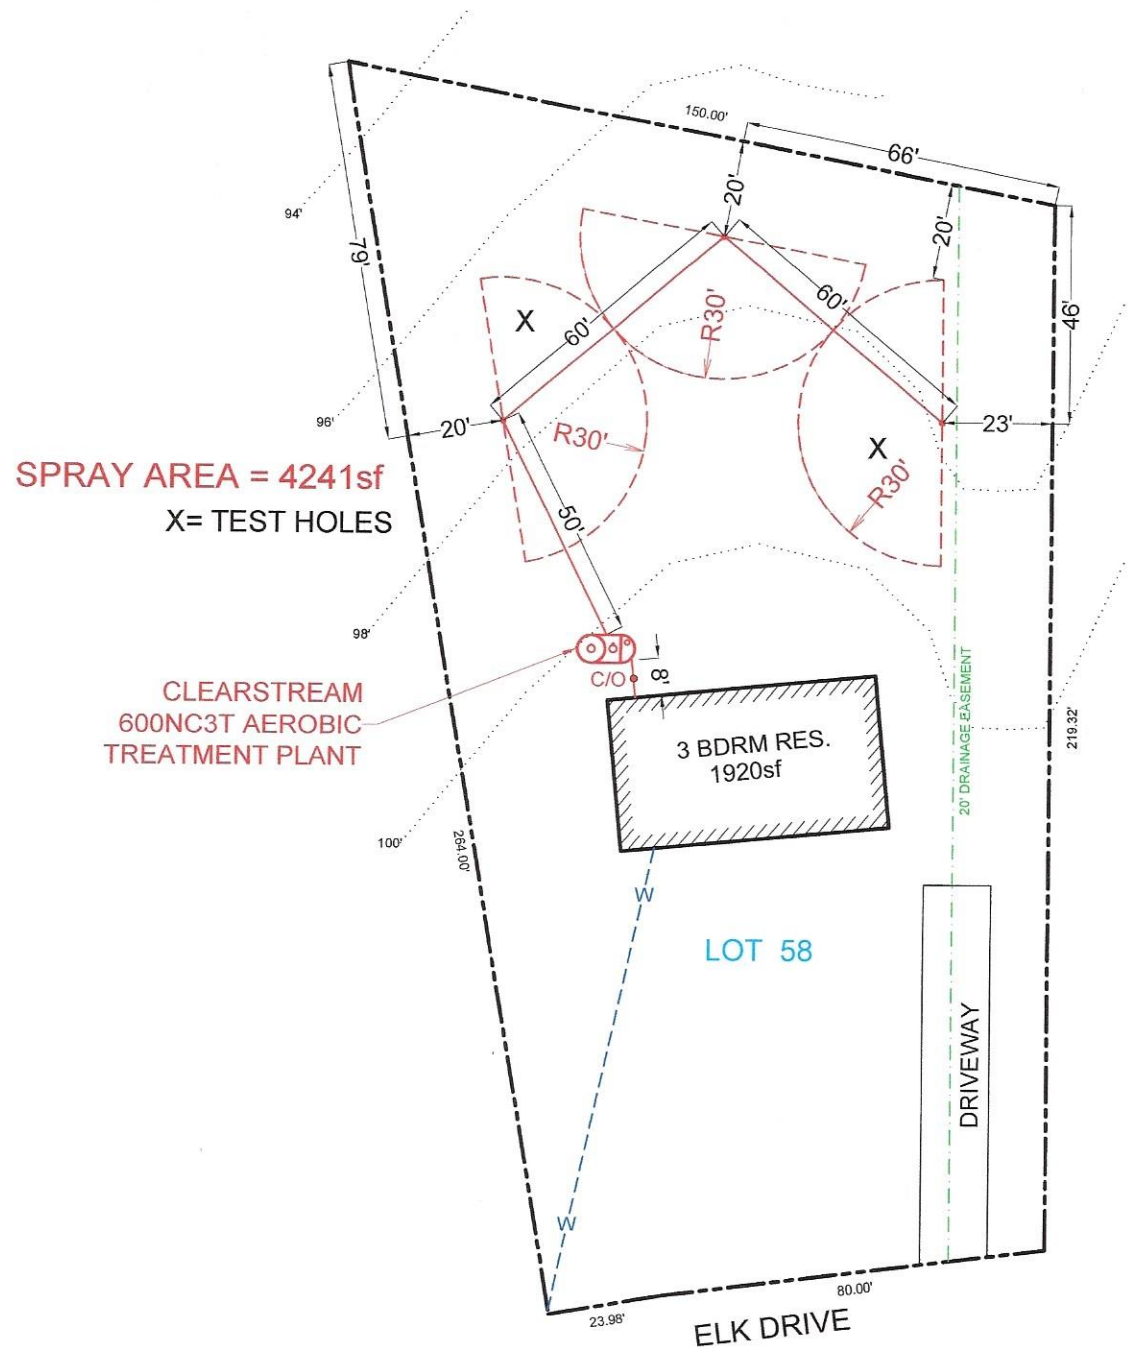 150.00'
66'
20'
20'
94'
79'
46'
60'
60'
R30'
X
96'
20'
23'
R30'
X
R30'
SPRAY AREA = 4241sf
X= TEST HOLES
50'
98'
C/O
8'
CLEARSTREAM
600NC3T AEROBIC
TREATMENT PLANT
3 BDRM RES.
1920sf
20' DRAINAGE EASEMENT
219.32'
100'
264.00'
W
LOT 58
DRIVEWAY
W
80.00'
23.98'
ELK DRIVE